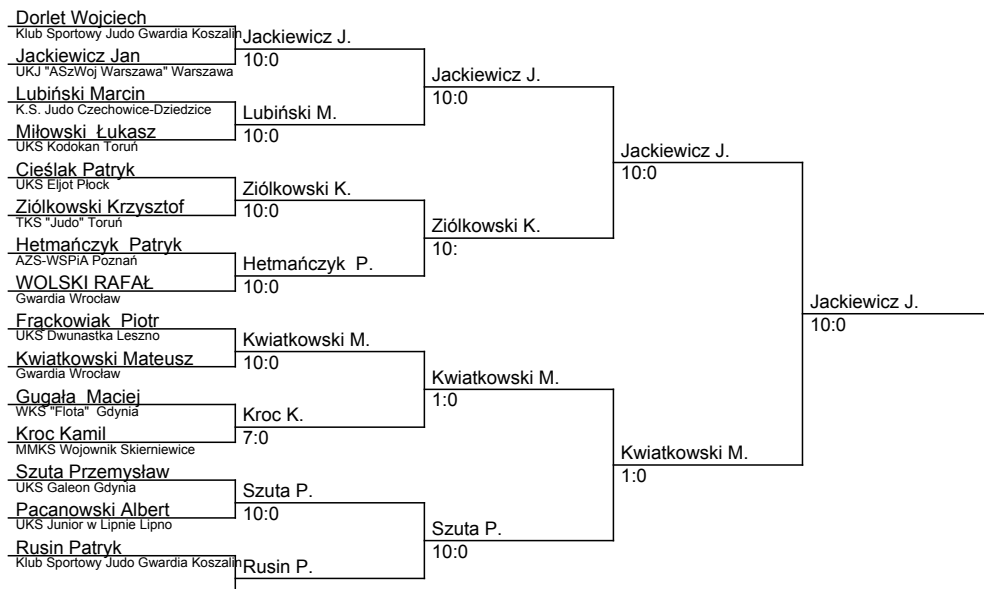 Dorlet Wojciech
Klub Sportowy Judo Gwardia Koszalin
Jackiewicz Jan
UKJ "ASzWoj Warszawa" Warszawa
Lubiński Marcin
K.S. Judo Czechowice-Dziedzice
Miłowski Łukasz
UKS Kodokan Toruń
Cieślak Patryk
UKS Eljot Płock
Ziólkowski Krzysztof
TKS "Judo" Toruń
Hetmańczyk Patryk
AZS-WSPiA Poznań
WOLSKI RAFAŁ
Gwardia Wrocław
Frąckowiak Piotr
UKS Dwunastka Leszno
Kwiatkowski Mateusz
Gwardia Wrocław
Gugała Maciej
WKS "Flota" Gdynia
Kroc Kamil
MMKS Wojownik Skierniewice
Szuta Przemysław
UKS Galeon Gdynia
Pacanowski Albert
UKS Junior w Lipnie Lipno
Rusin Patryk
Klub Sportowy Judo Gwardia Koszalin
Jackiewicz J.
10:0
Lubiński M.
10:0
Ziólkowski K.
10:0
Hetmańczyk P.
10:0
Kwiatkowski M.
10:0
Kroc K.
7:0
Szuta P.
10:0
Rusin P.
Jackiewicz J.
10:0
Ziólkowski K.
10:
Kwiatkowski M.
1:0
Szuta P.
10:0
Jackiewicz J.
10:0
Kwiatkowski M.
1:0
Jackiewicz J.
10:0